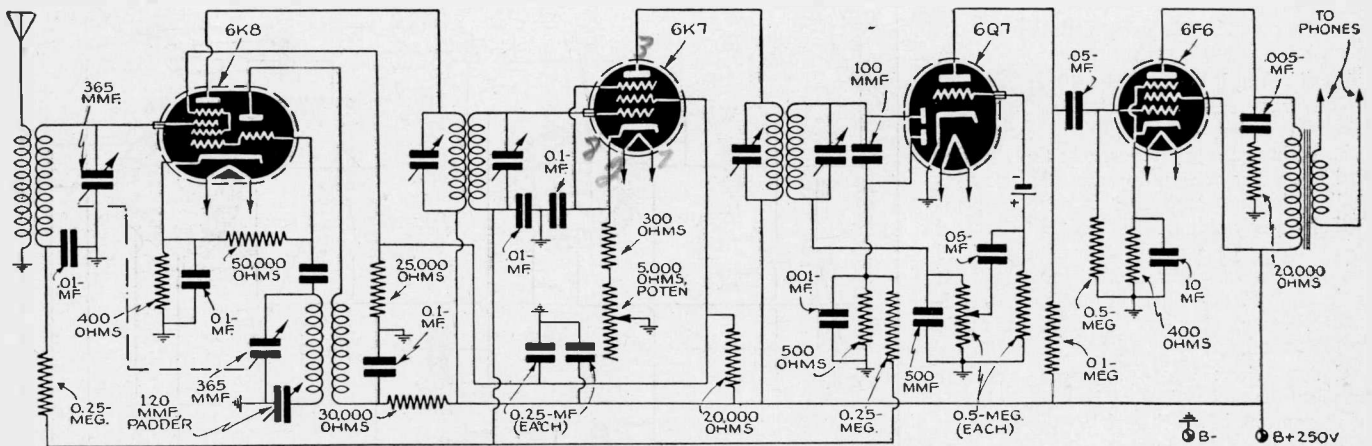 6K8
6K7
6Q7
6F6
TO
PHONES
365
MMF.
100
MMF.
.05-
MF.
.005-
MF.
3
8
2
7
0.1-
MF.
.01-
MF.
50,000
OHMS
25,000
OHMS
.01-
MF.
300
OHMS
5,000
OHMS,
POTEN
.05-
MF.
-
+
400
OHMS
0.1-
MF.
0.1-
MF.
.001-
MF.
10
MF.
20,000
OHMS
0.5-
MEG
400
OHMS
0.25-
MEG.
120
MMF,
PADDER
365
MMF
30,000
OHMS
0.25-MF
(EACH)
20,000
OHMS
500
OHMS
0.25-
MEG.
500
MMF
0.5-MEG.
(EACH)
0.1-
MEG
B-
B+250V